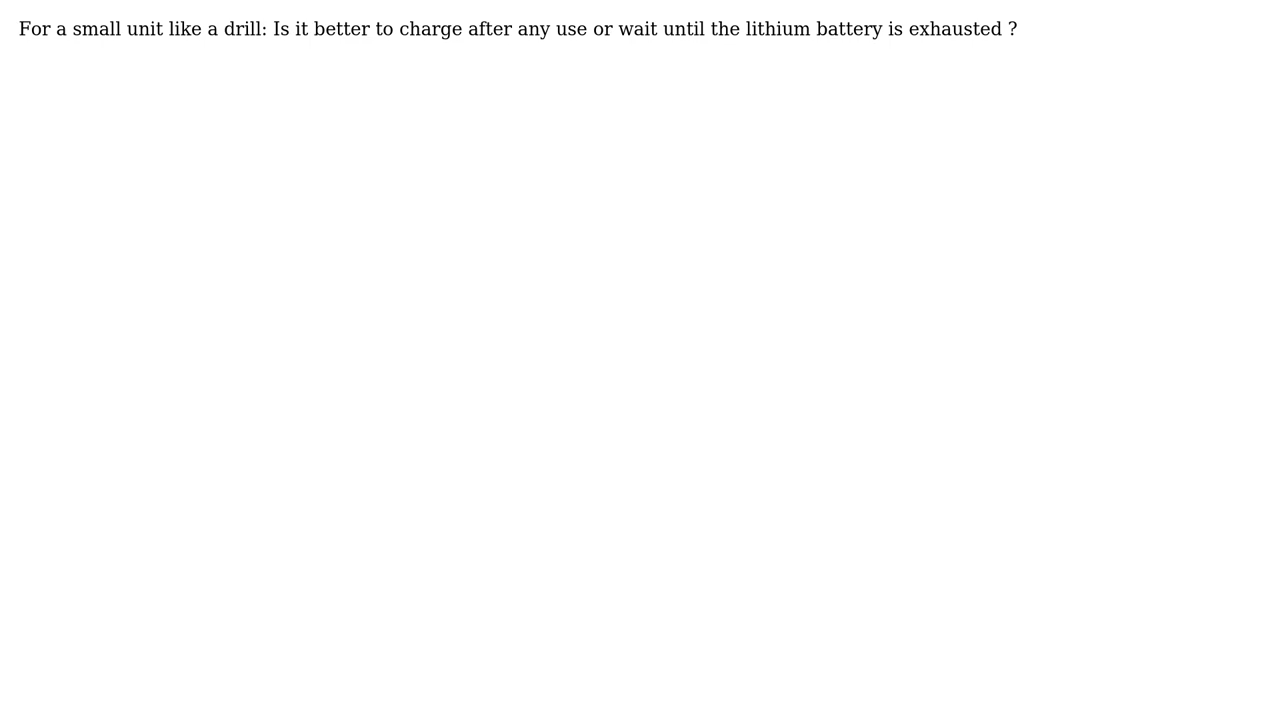 For a small unit like a drill: Is it better to charge after any use or wait until the lithium battery is exhausted ?